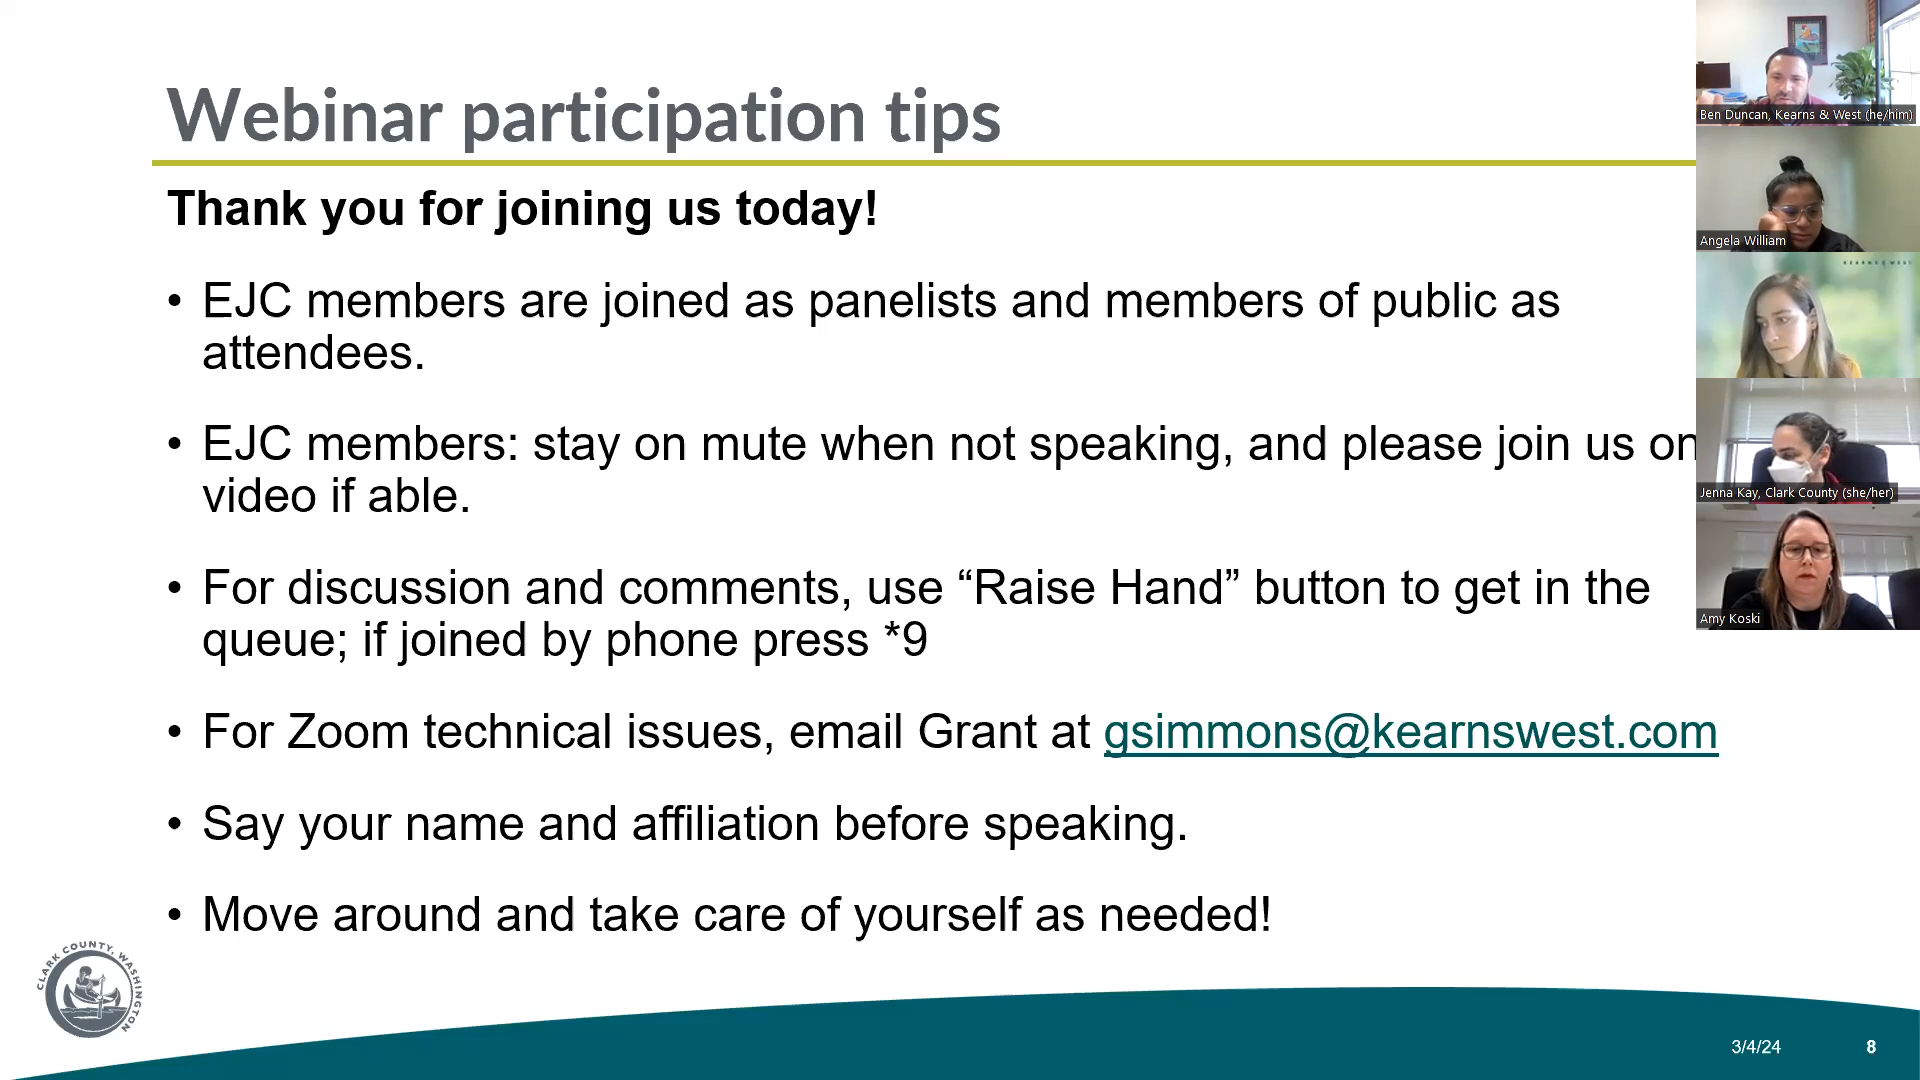 Webinar participation tips
Thank you for joining us today!
• EJC members are joined as panelists and members of public as
attendees.
• EJC members: stay on mute when not speaking, and please join us on
video if able.
• For discussion and comments, use “Raise Hand” button to get in the
queue; if joined by phone press *9
• For Zoom technical issues, email Grant at gsimmons@kearnswest.com
• Say your name and affiliation before speaking.
• Move around and take care of yourself as needed!
CLARK COUNTY, WASHINGTON
3/4/24 8
Ben Duncan, Kearns & West (he/him)
Angela William
KEARNS & WEST
Jenna Kay, Clark County (she/her)
Amy Koski